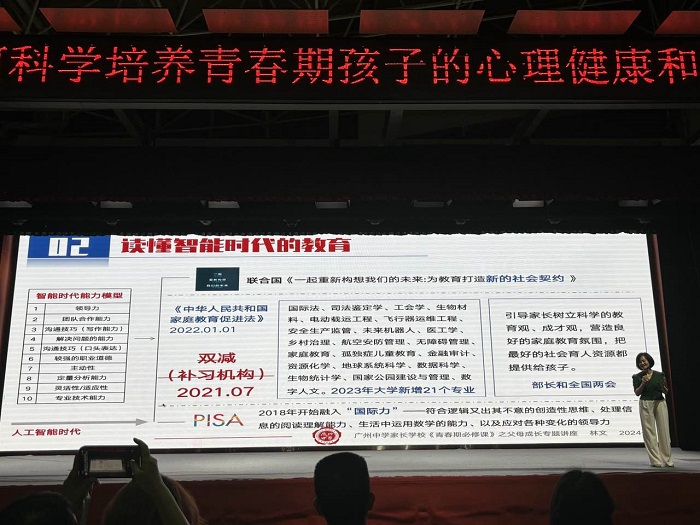 科学培养青春期孩子的心理健康和
02 读懂智能时代的教育
智能时代能力模型
1 领导力
2 团队合作能力
3 沟通技巧（写作能力）
4 解决问题的能力
5 沟通技巧（口头表达）
6 较强的职业道德
7 主动性
8 定量分析能力
9 灵活性/适应性
10 专业技术能力
人工智能时代
联合国《一起重新构想我们的未来:为教育打造新的社会契约 》
《中华人民共和国
家庭教育促进法》
2022.01.01
双减
（补习机构）
2021.07
国际法、司法鉴定学、工会学、生物材
料、电动载运工程、飞行器运维工程、
安全生产监管、未来机器人、医工学、
乡村治理、航空安防管理、无障碍管理、
家庭教育、孤独症儿童教育、金融审计、
资源化学、地球系统科学、数据科学、
生物统计学、国家公园建设与管理、数
字人文。2023年大学新增21个专业
引导家长树立科学的教
育观、成才观，营造良
好的家庭教育氛围，把
最好的社会育人资源都
提供给孩子。
部长和全国两会
PISA
2018年开始融入“国际力”——符合逻辑又出其不意的创造性思维、处理信
息的阅读理解能力、生活中运用数学的能力、以及应对各种变化的领导力
广州中学家长学校《青春期必修课》之父母成长专题讲座 林文 2024